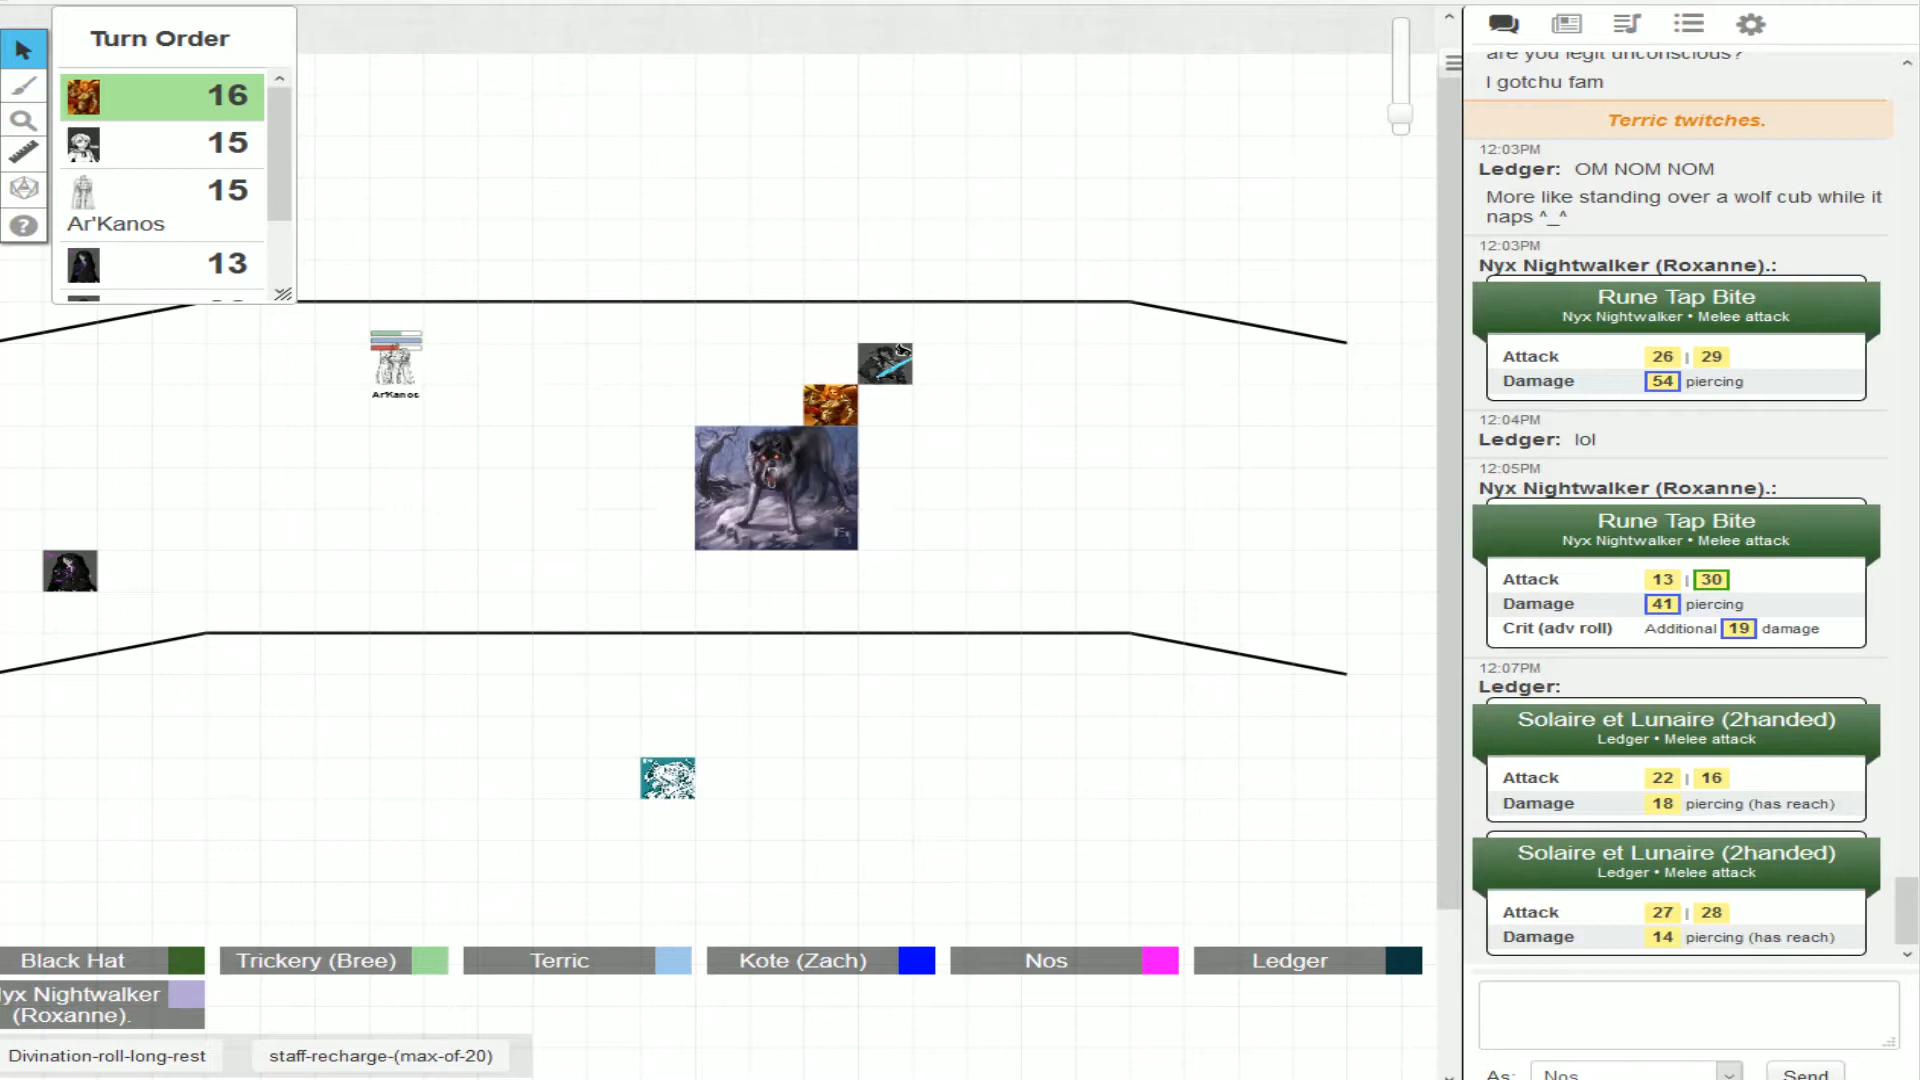 Turn Order
16
15
15
Ar'Kanos
13
Ar'Kanos
Black Hat
Trickery (Bree)
Terric
Kote (Zach)
Nos
Ledger
yx Nightwalker
(Roxanne).
Divination-roll-long-rest
staff-recharge-(max-of-20)
are you legit unconscious?
I gotchu fam
Terric twitches.
12:03PM
Ledger: OM NOM NOM
More like standing over a wolf cub while it
naps ^_^
12:03PM
Nyx Nightwalker (Roxanne).:
Rune Tap Bite
Nyx Nightwalker • Melee attack
Attack 26 | 29
Damage 54 piercing
12:04PM
Ledger: lol
12:05PM
Nyx Nightwalker (Roxanne).:
Rune Tap Bite
Nyx Nightwalker • Melee attack
Attack 13 | 30
Damage 41 piercing
Crit (adv roll) Additional 19 damage
12:07PM
Ledger:
Solaire et Lunaire (2handed)
Ledger • Melee attack
Attack 22 | 16
Damage 18 piercing (has reach)
Solaire et Lunaire (2handed)
Ledger • Melee attack
Attack 27 | 28
Damage 14 piercing (has reach)
As: Nos Send